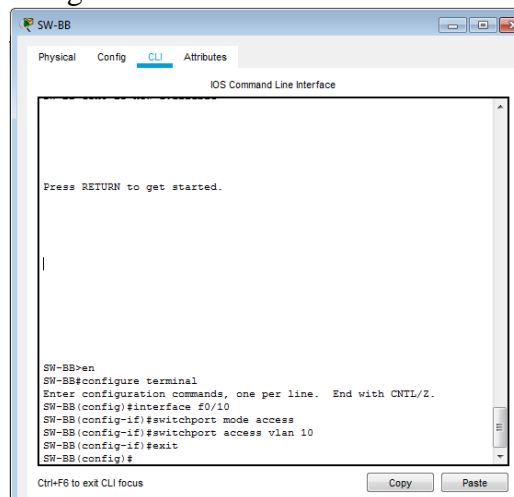 SW-BB
Physical Config CLI Attributes
IOS Command Line Interface
Press RETURN to get started.
SW-BB>en
SW-BB#configure terminal
Enter configuration commands, one per line. End with CNTL/Z.
SW-BB(config)#interface f0/10
SW-BB(config-if)#switchport mode access
SW-BB(config-if)#switchport access vlan 10
SW-BB(config-if)#exit
SW-BB(config)#
Ctrl+F6 to exit CLI focus
Copy Paste